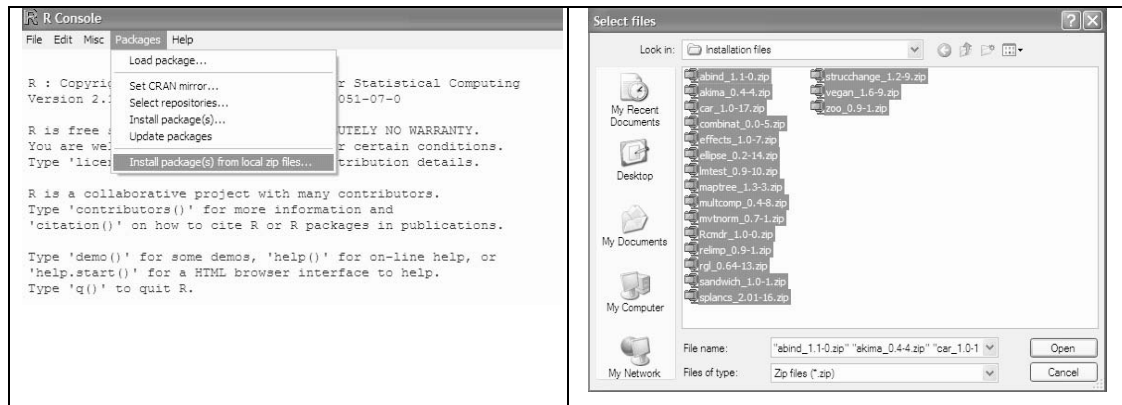 R Console
File Edit Misc Packages Help
Load package...
Set CRAN mirror...
Select repositories...
Install package(s)...
Update packages
Install package(s) from local zip files...
R : Copyri r Statistical Computing
Version 2. 051-07-0
R is free UTELY NO WARRANTY.
You are wel r certain conditions.
Type 'licen tribution details.
R is a collaborative project with many contributors.
Type 'contributors()' for more information and
'citation()' on how to cite R or R packages in publications.
Type 'demo()' for some demos, 'help()' for on-line help, or
'help.start()' for a HTML browser interface to help.
Type 'q()' to quit R.
Select files
Look in: Installation files
My Recent Documents
Desktop
My Documents
My Computer
My Network
abind_1.1-0.zip
akima_0.4-4.zip
car_1.0-17.zip
combinat_0.0-5.zip
effects_1.0-7.zip
ellipse_0.2-14.zip
lmtest_0.9-10.zip
maptree_1.3-3.zip
multcomp_0.4-8.zip
mvtnorm_0.7-1.zip
Rcmdr_1.0-0.zip
relimp_0.9-1.zip
rgl_0.64-13.zip
sandwich_1.0-1.zip
splancs_2.01-16.zip
strucchange_1.2-9.zip
vegan_1.6-9.zip
zoo_0.9-1.zip
File name: "abind_1.1-0.zip" "akima_0.4-4.zip" "car_1.0-1
Open
Files of type: Zip files (*.zip)
Cancel